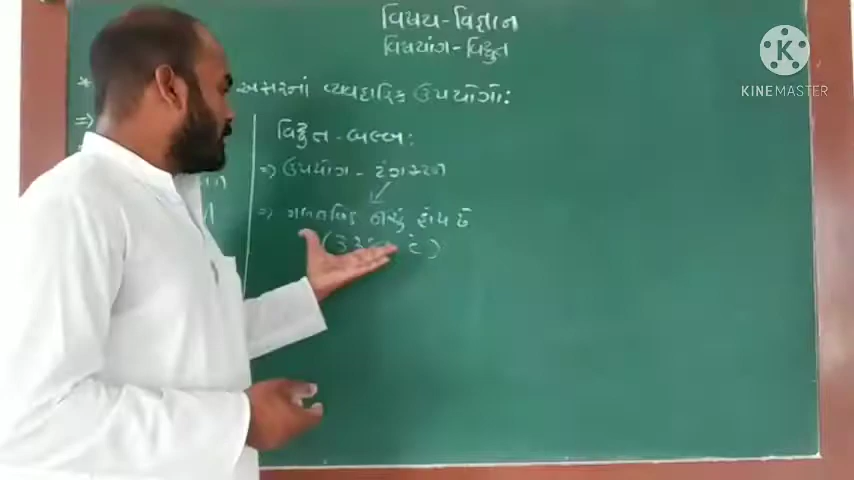 વિષય-વિજ્ઞાન
વિષયાંગ-વિદ્યુત
* અસરનાં વ્યવહારિક ઉપયોગો:
⇒
વિદ્યુત-બલ્બ:
⇒ ઉપયોગ - ટંગસ્ટન
⇒ ગલનબિંદુ ઊંચું હોય છે
K
KINEMASTER